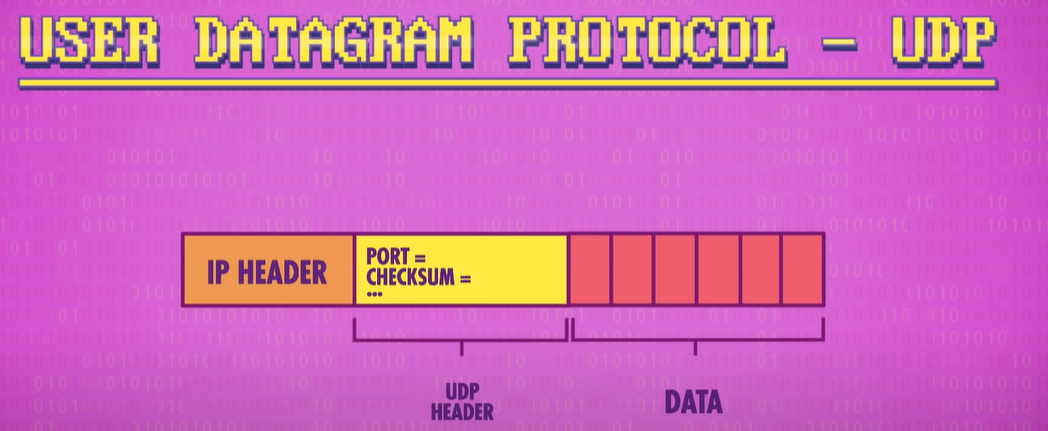 USER DATAGRAM PROTOCOL - UDP
IP HEADER
PORT =
CHECKSUM =
...
UDP
HEADER
DATA